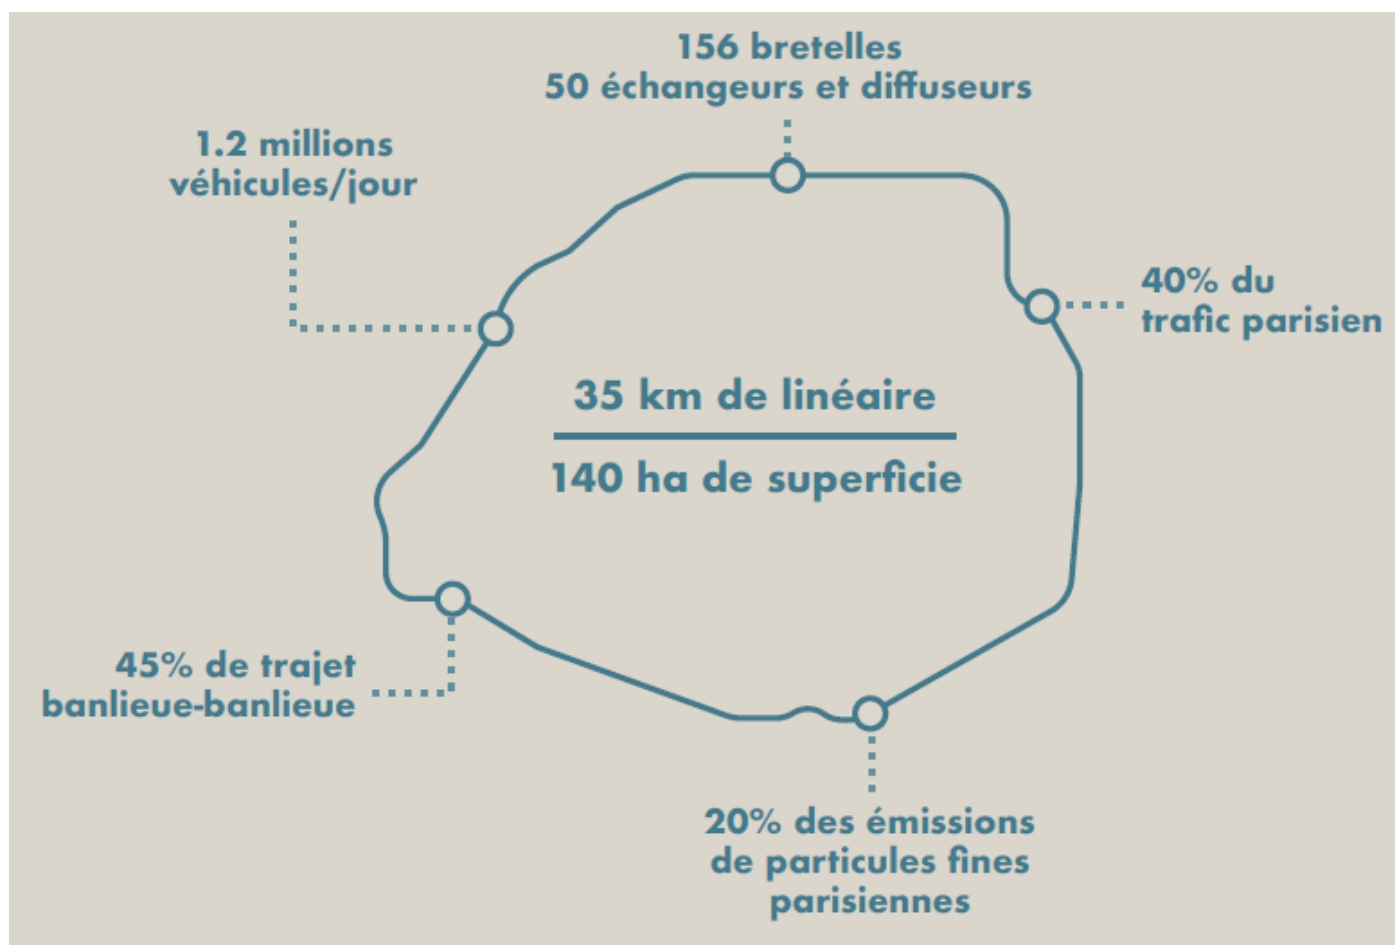 156 bretelles
50 échangeurs et diffuseurs
1.2 millions
véhicules/jour
40% du
trafic parisien
35 km de linéaire
140 ha de superficie
45% de trajet
banlieue-banlieue
20% des émissions
de particules fines
parisiennes